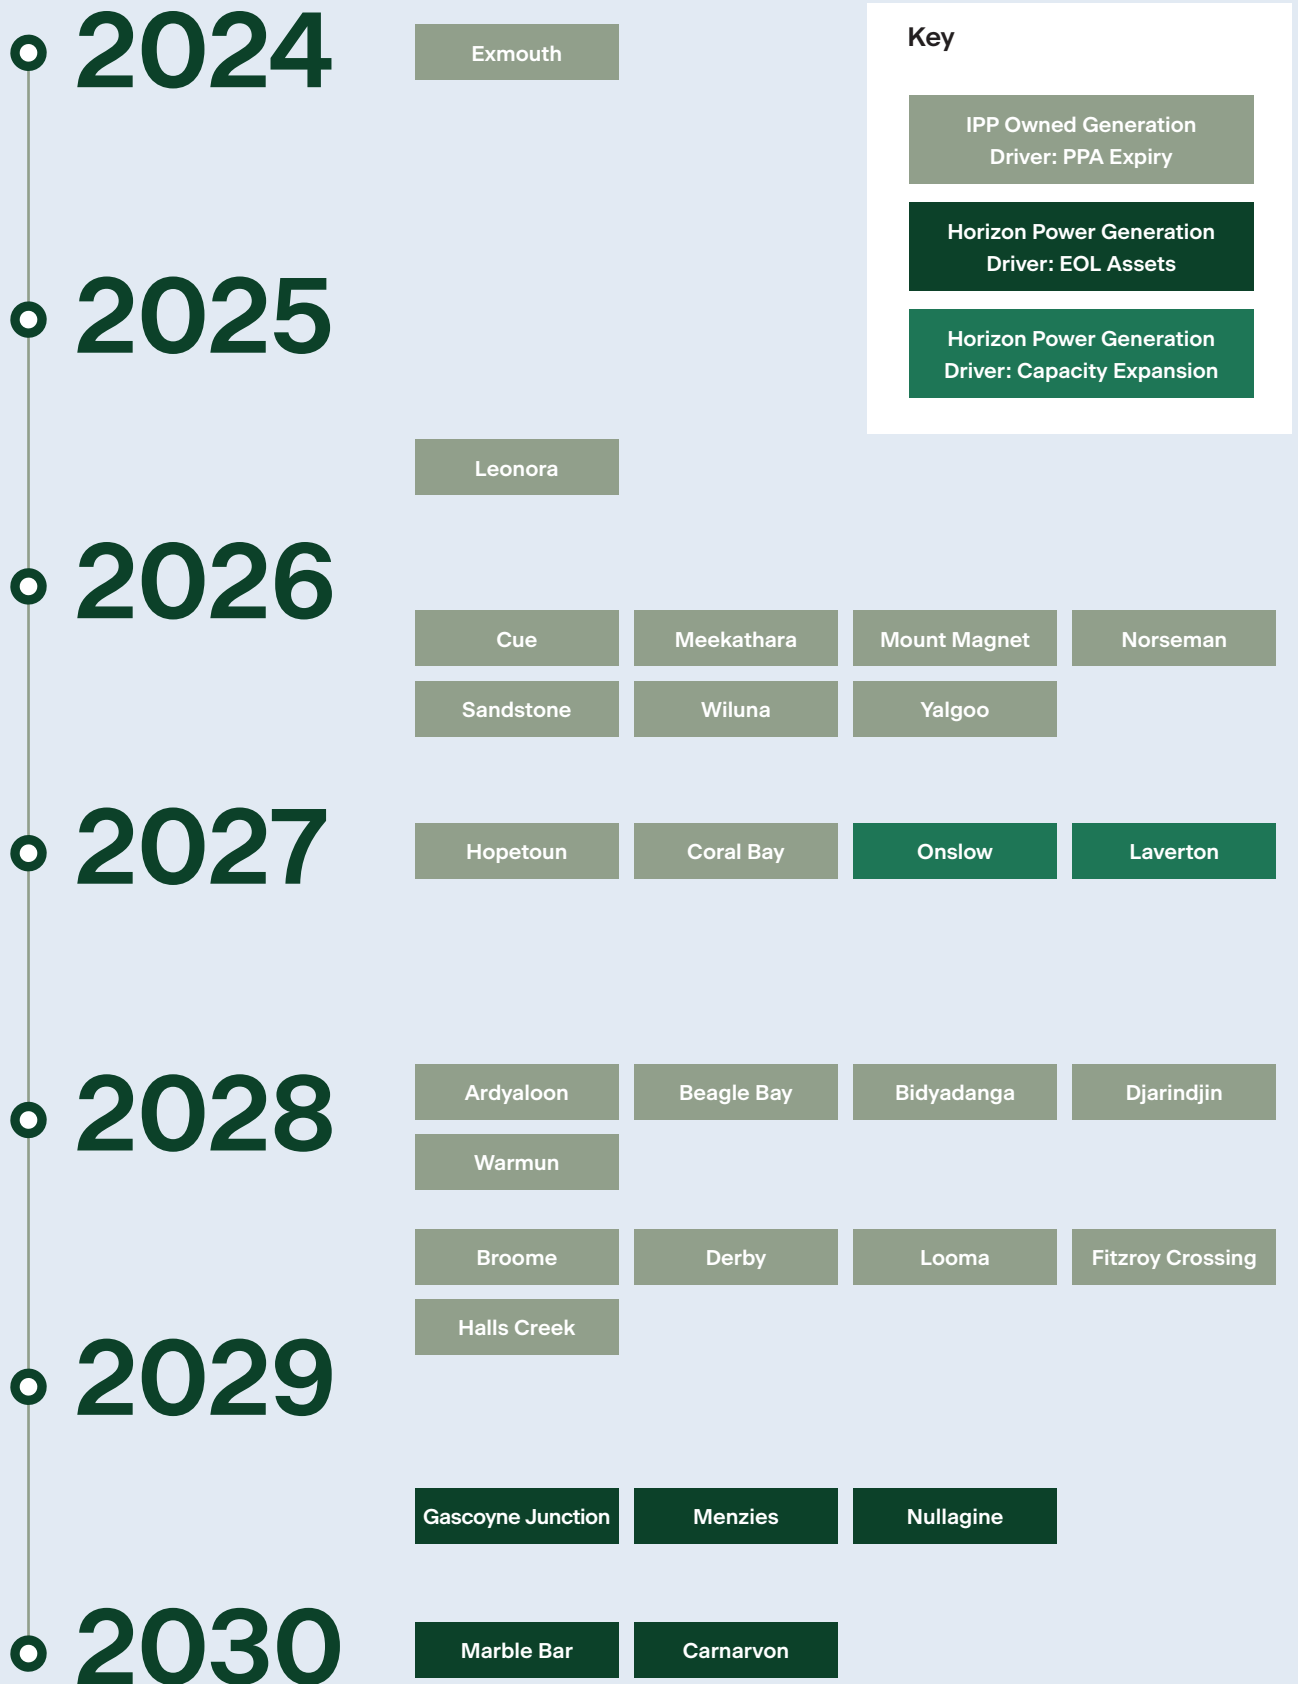 2024
Exmouth
Key
IPP Owned Generation
Driver: PPA Expiry
Horizon Power Generation
Driver: EOL Assets
Horizon Power Generation
Driver: Capacity Expansion
2025
Leonora
2026
Cue
Meekathara
Mount Magnet
Norseman
Sandstone
Wiluna
Yalgoo
2027
Hopetoun
Coral Bay
Onslow
Laverton
2028
Ardyaloon
Beagle Bay
Bidyadanga
Djarindjin
Warmun
Broome
Derby
Looma
Fitzroy Crossing
Halls Creek
2029
Gascoyne Junction
Menzies
Nullagine
2030
Marble Bar
Carnarvon